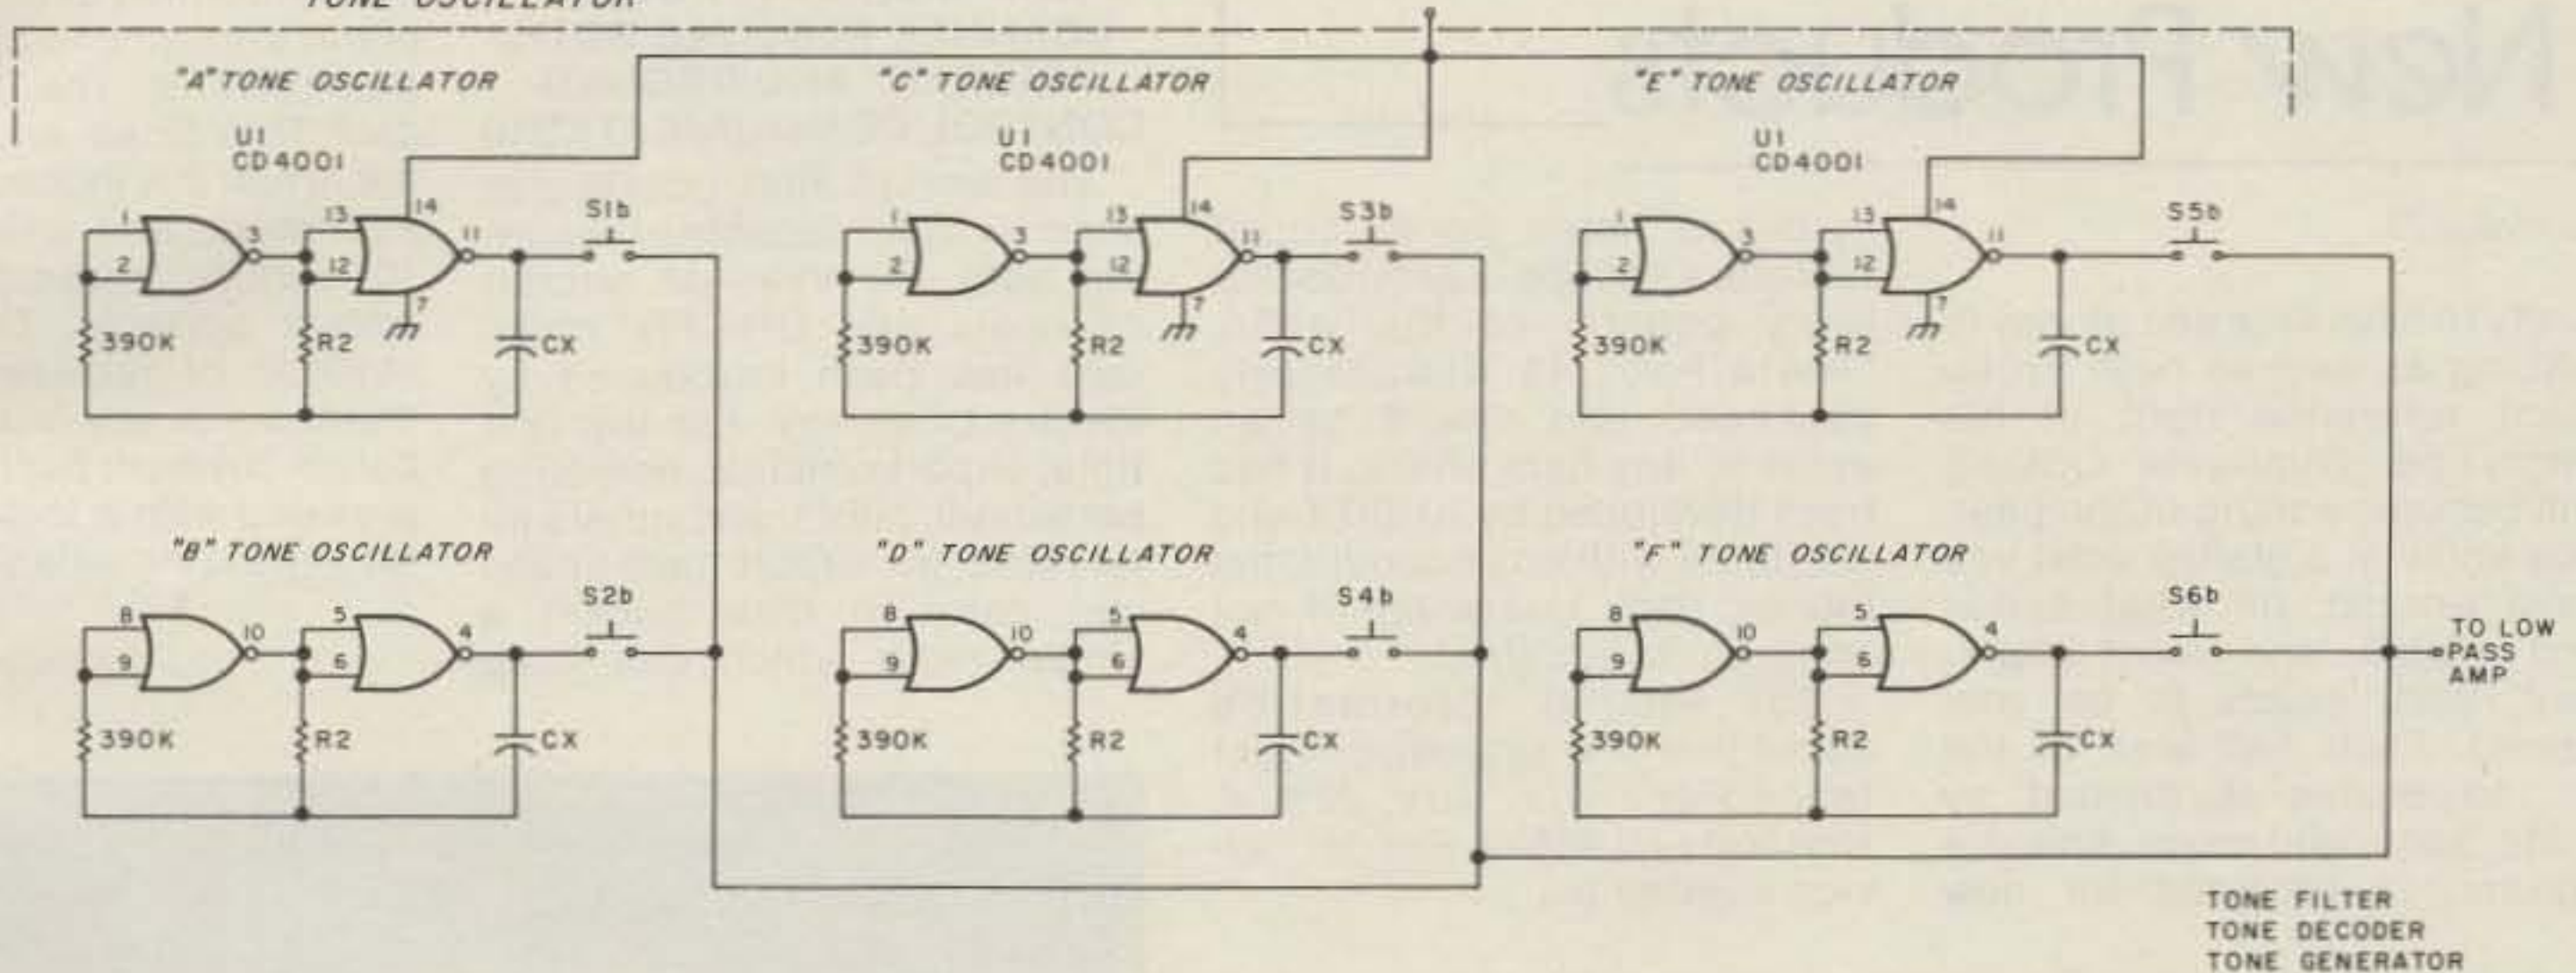 TONE OSCILLATOR
"A" TONE OSCILLATOR
"C" TONE OSCILLATOR
"E" TONE OSCILLATOR
U1
CD4001
U1
CD4001
U1
CD4001
1
2
3
13
12
14
11
7
S1b
390K
R2
CX
1
2
3
13
12
14
11
7
S3b
390K
R2
CX
1
2
3
13
12
14
11
7
S5b
390K
R2
CX
"B" TONE OSCILLATOR
"D" TONE OSCILLATOR
"F" TONE OSCILLATOR
8
9
10
5
6
4
S2b
390K
R2
CX
8
9
10
5
6
4
S4b
390K
R2
CX
8
9
10
5
6
4
S6b
390K
R2
CX
TO LOW
PASS
AMP
TONE FILTER
TONE DECODER
TONE GENERATOR